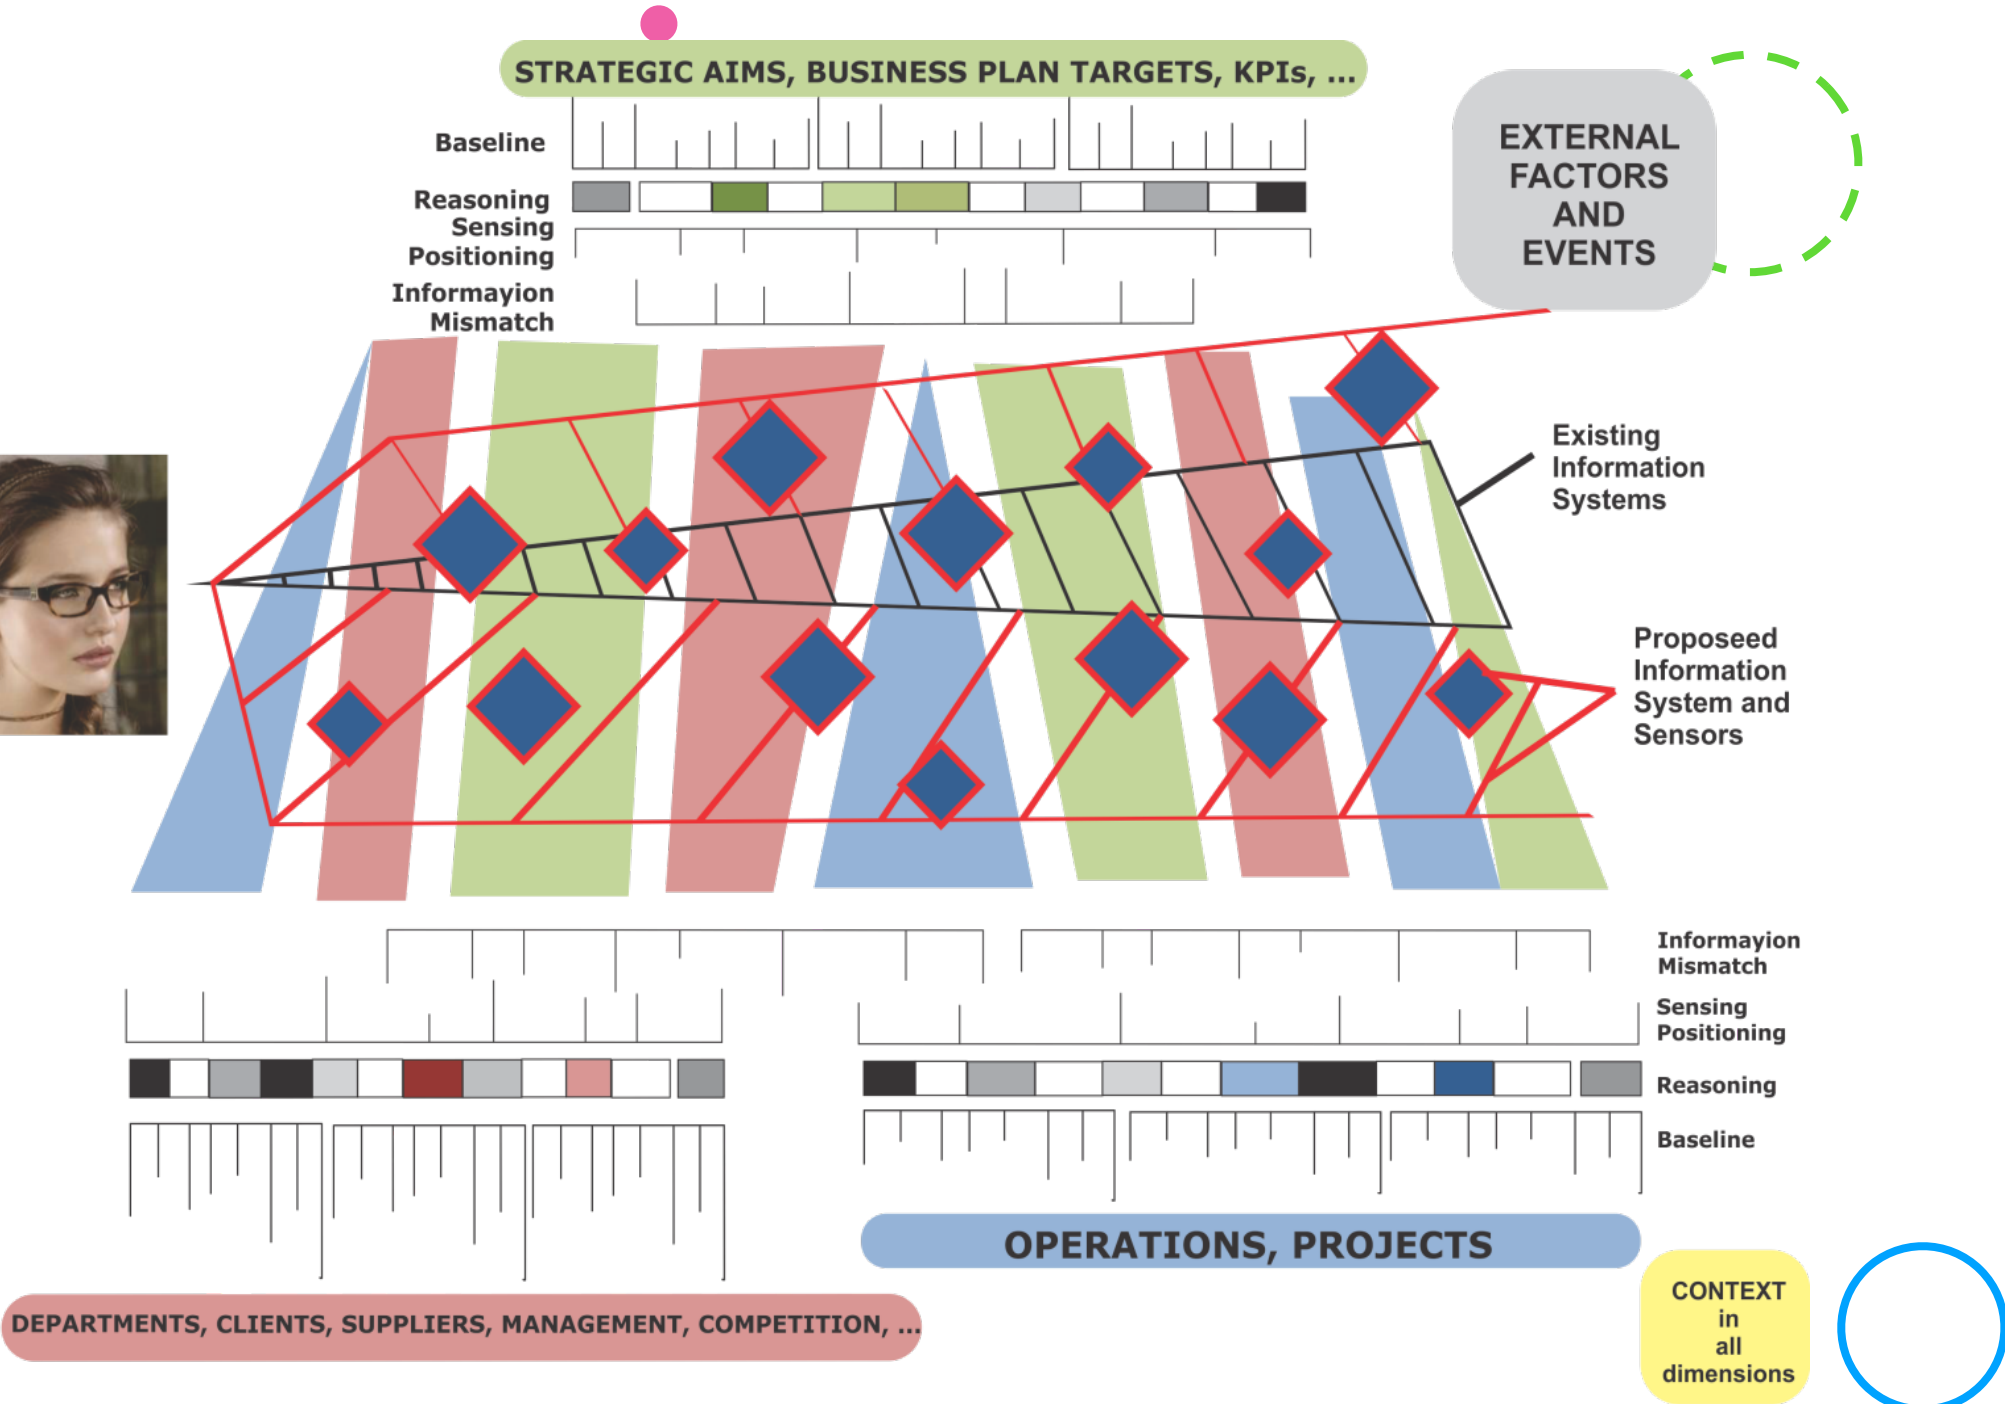 STRATEGIC AIMS, BUSINESS PLAN TARGETS, KPIs, ...
Baseline
Reasoning
Sensing
Positioning
Informayion
Mismatch
EXTERNAL
FACTORS
AND
EVENTS
Existing
Information
Systems
Proposeed
Information
System and
Sensors
Informayion
Mismatch
Sensing
Positioning
Reasoning
Baseline
OPERATIONS, PROJECTS
DEPARTMENTS, CLIENTS, SUPPLIERS, MANAGEMENT, COMPETITION, ...
CONTEXT
in
all
dimensions